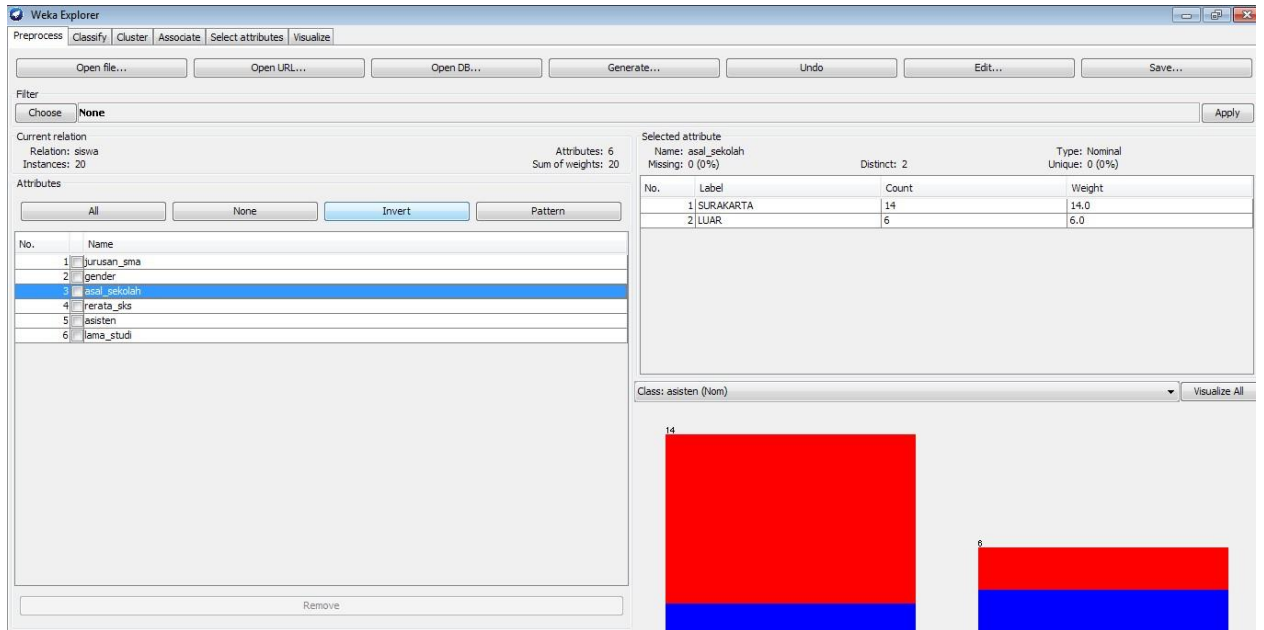 Weka Explorer
Preprocess Classify Cluster Associate Select attributes Visualize
Open file... Open URL... Open DB... Generate... Undo Edit... Save...
Filter
Choose None Apply
Current relation
Relation: siswa Attributes: 6
Instances: 20 Sum of weights: 20
Attributes
All None Invert Pattern
No. Name
1 jurusan_sma
2 gender
3 asal_sekolah
4 rerata_sks
5 asisten
6 lama_studi
Remove
Selected attribute
Name: asal_sekolah Type: Nominal
Missing: 0 (0%) Distinct: 2 Unique: 0 (0%)
No. Label Count Weight
1 SURAKARTA 14 14.0
2 LUAR 6 6.0
Class: asisten (Nom) Visualize All
14
6